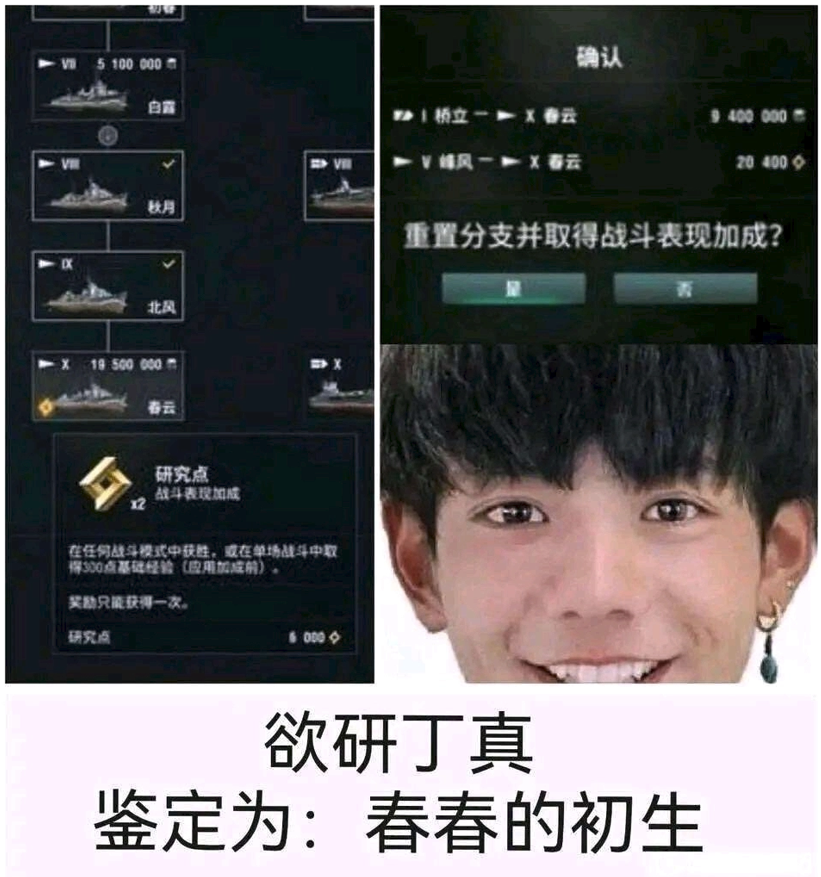 初春
VII 5 100 000
白露
VIII
秋月
VIII
IX
北风
X 19 500 000
春云
X
研究点
战斗表现加成
x2
在任何战斗模式中获胜，或在单场战斗中取
得300点基础经验（应用加成前）。
奖励只能获得一次。
研究点 6 000
确认
I 桥立 — X 春云 9 400 000
V 峰风 — X 春云 20 400
重置分支并取得战斗表现加成？
是 否
欲研丁真
鉴定为：春春的初生